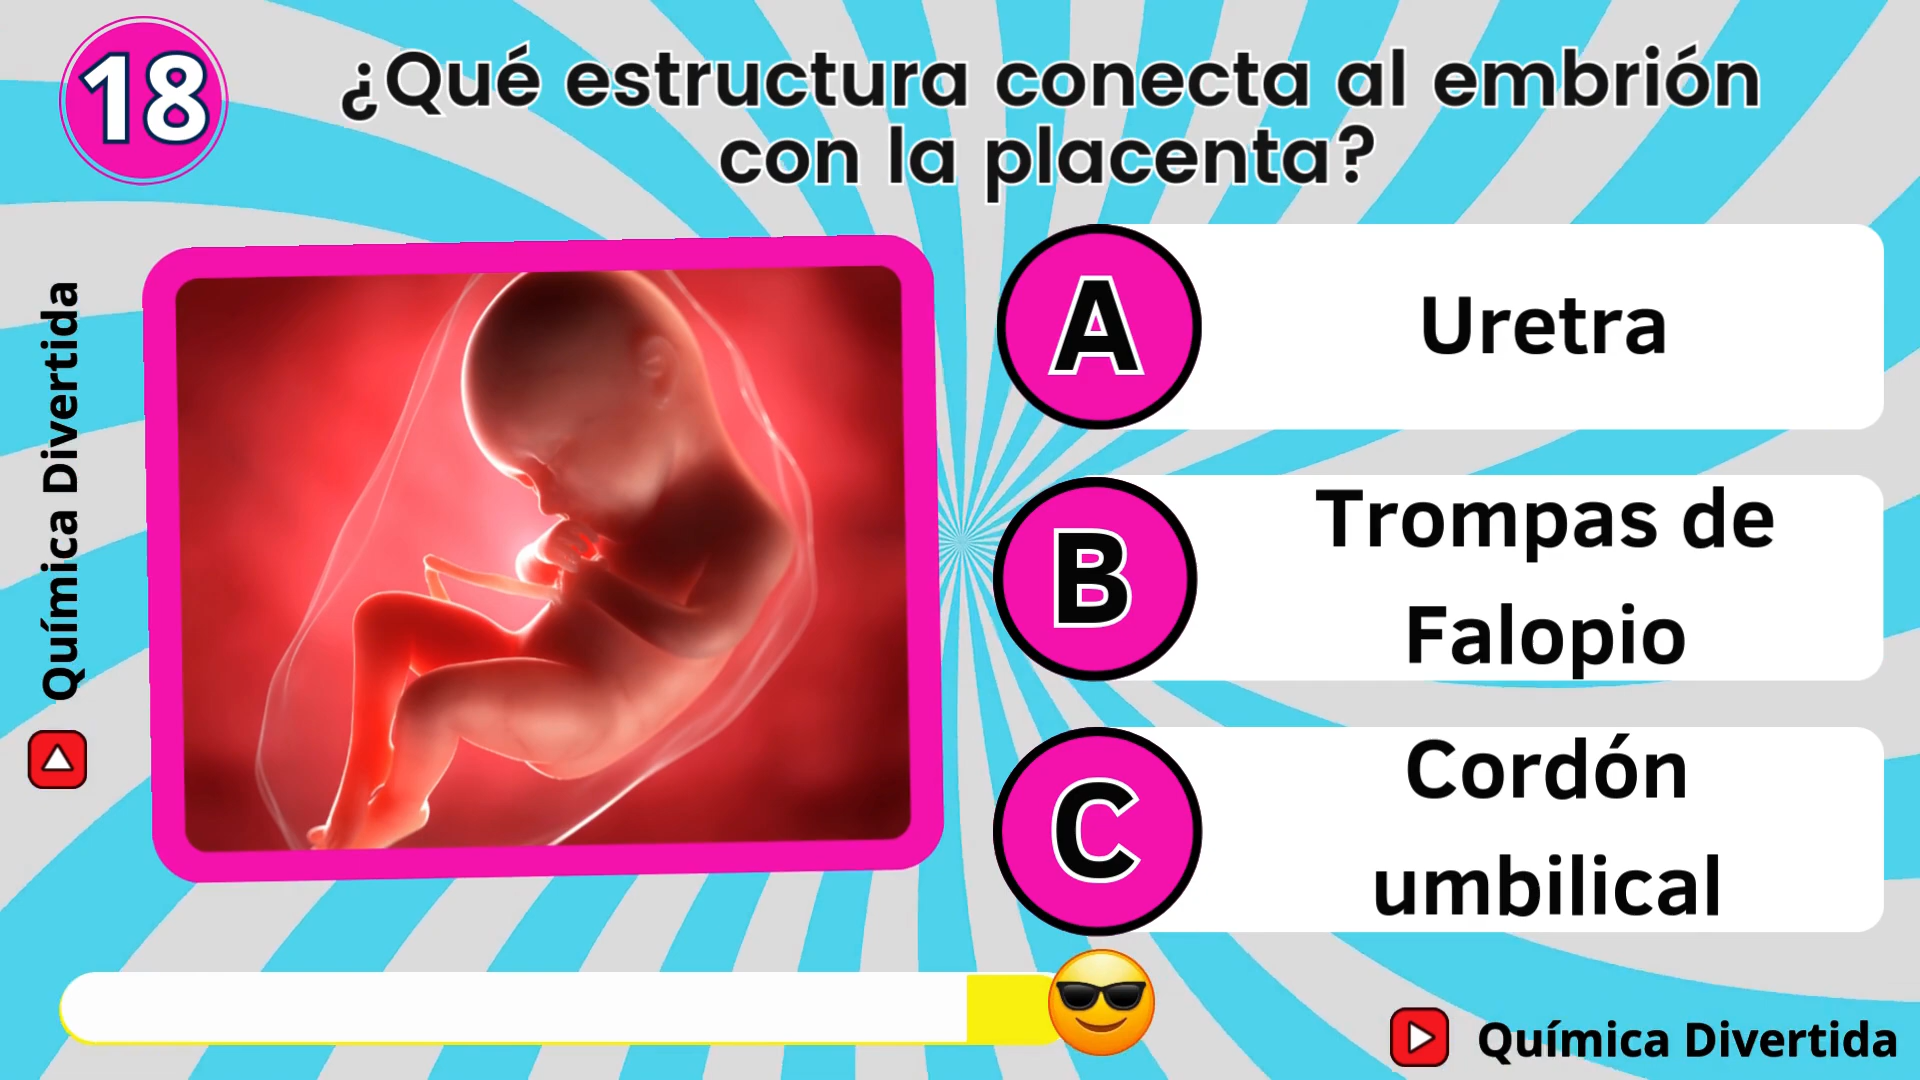 18
¿Qué estructura conecta al embrión
con la placenta?
Química Divertida
A
Uretra
B
Trompas de
Falopio
C
Cordón
umbilical
Química Divertida